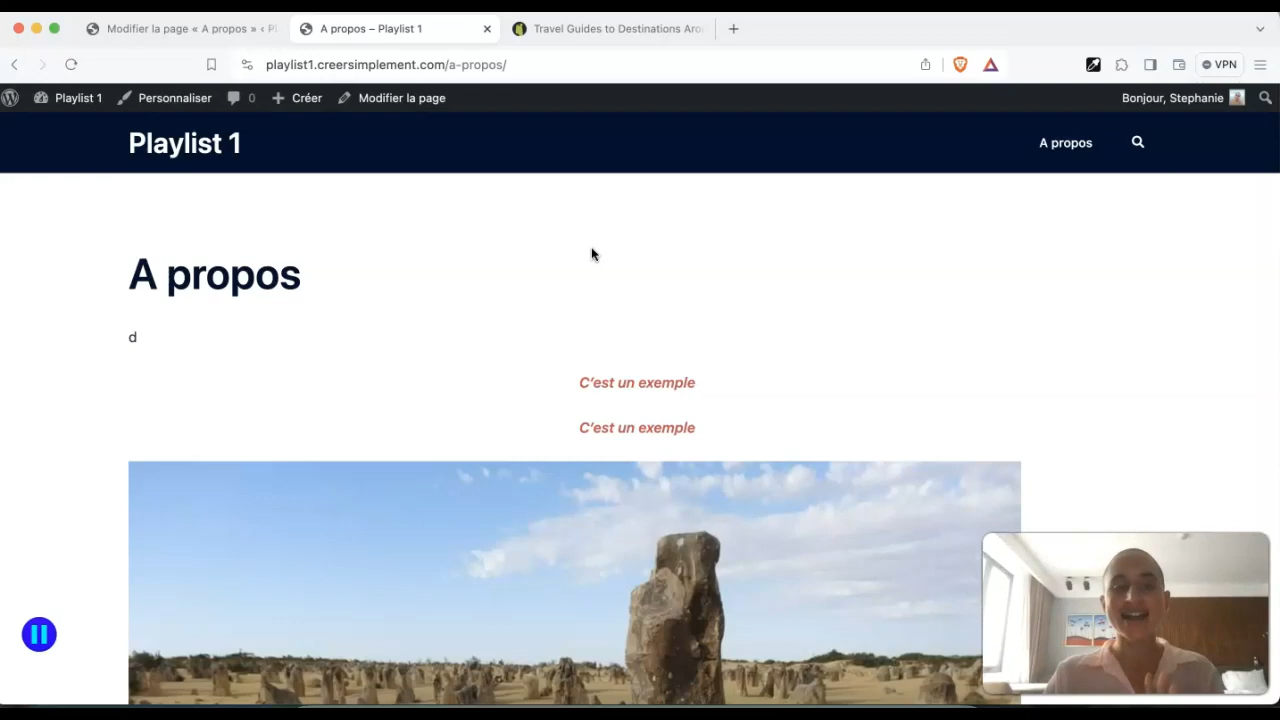 Modifier la page « A propos » ‹ Pl
A propos – Playlist 1
Travel Guides to Destinations Aro
playlist1.creersimplement.com/a-propos/
VPN
Playlist 1
Personnaliser
0
Créer
Modifier la page
Bonjour, Stephanie
Playlist 1
A propos
A propos
d
C'est un exemple
C'est un exemple